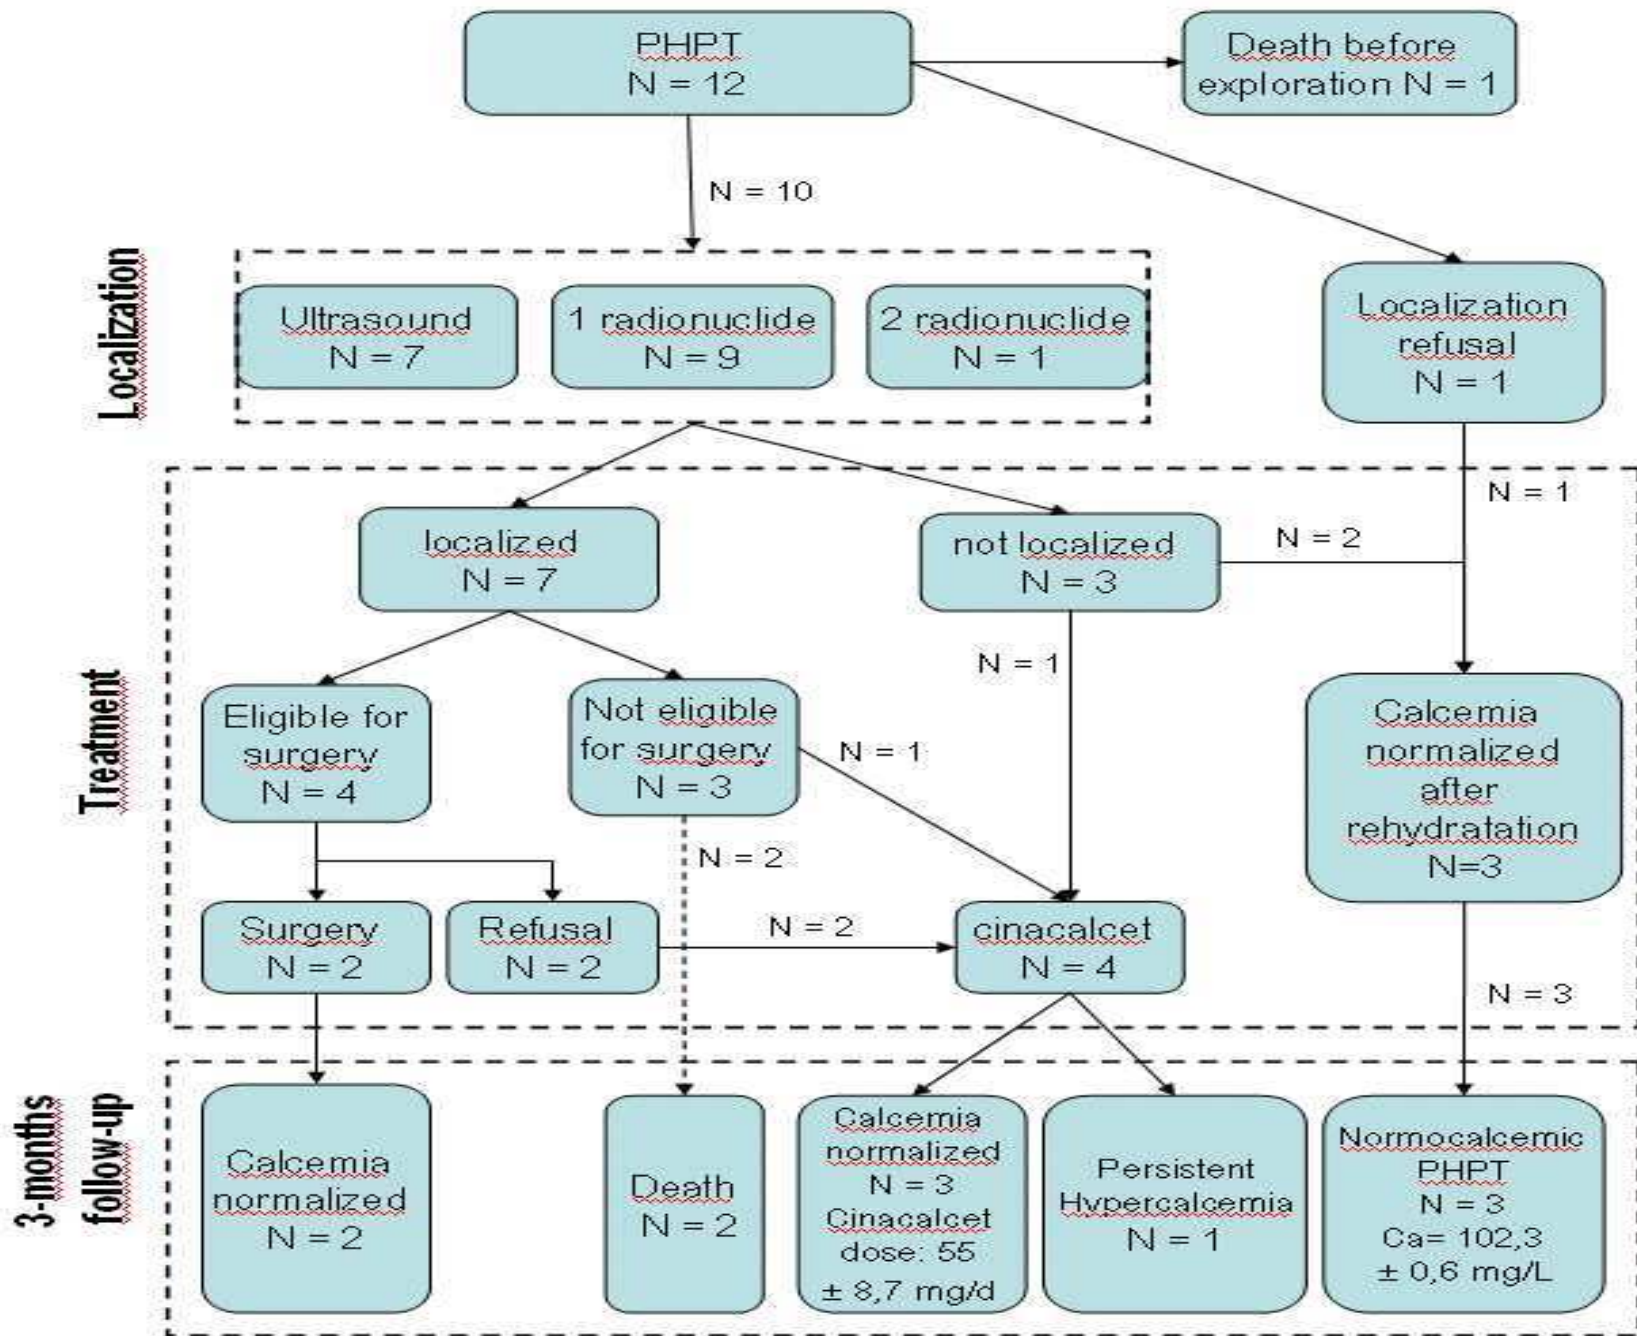 PHPT
N = 12
Death before
exploration N = 1
N = 10
Localization
Ultrasound
N = 7
1 radionuclide
N = 9
2 radionuclide
N = 1
Localization
refusal
N = 1
N = 1
localized
N = 7
not localized
N = 3
N = 2
N = 1
Treatment
Eligible for
surgery
N = 4
Not eligible
for surgery
N = 3
N = 1
Calcemia
normalized
after
rehydratation
N=3
N = 2
Surgery
N = 2
Refusal
N = 2
N = 2
cinacalcet
N = 4
N = 3
3-months
follow-up
Calcemia
normalized
N = 2
Death
N = 2
Calcemia
normalized
N = 3
Cinacalcet
dose: 55
± 8,7 mg/d
Persistent
Hypercalcemia
N = 1
Normocalcemic
PHPT
N = 3
Ca= 102,3
± 0,6 mg/L